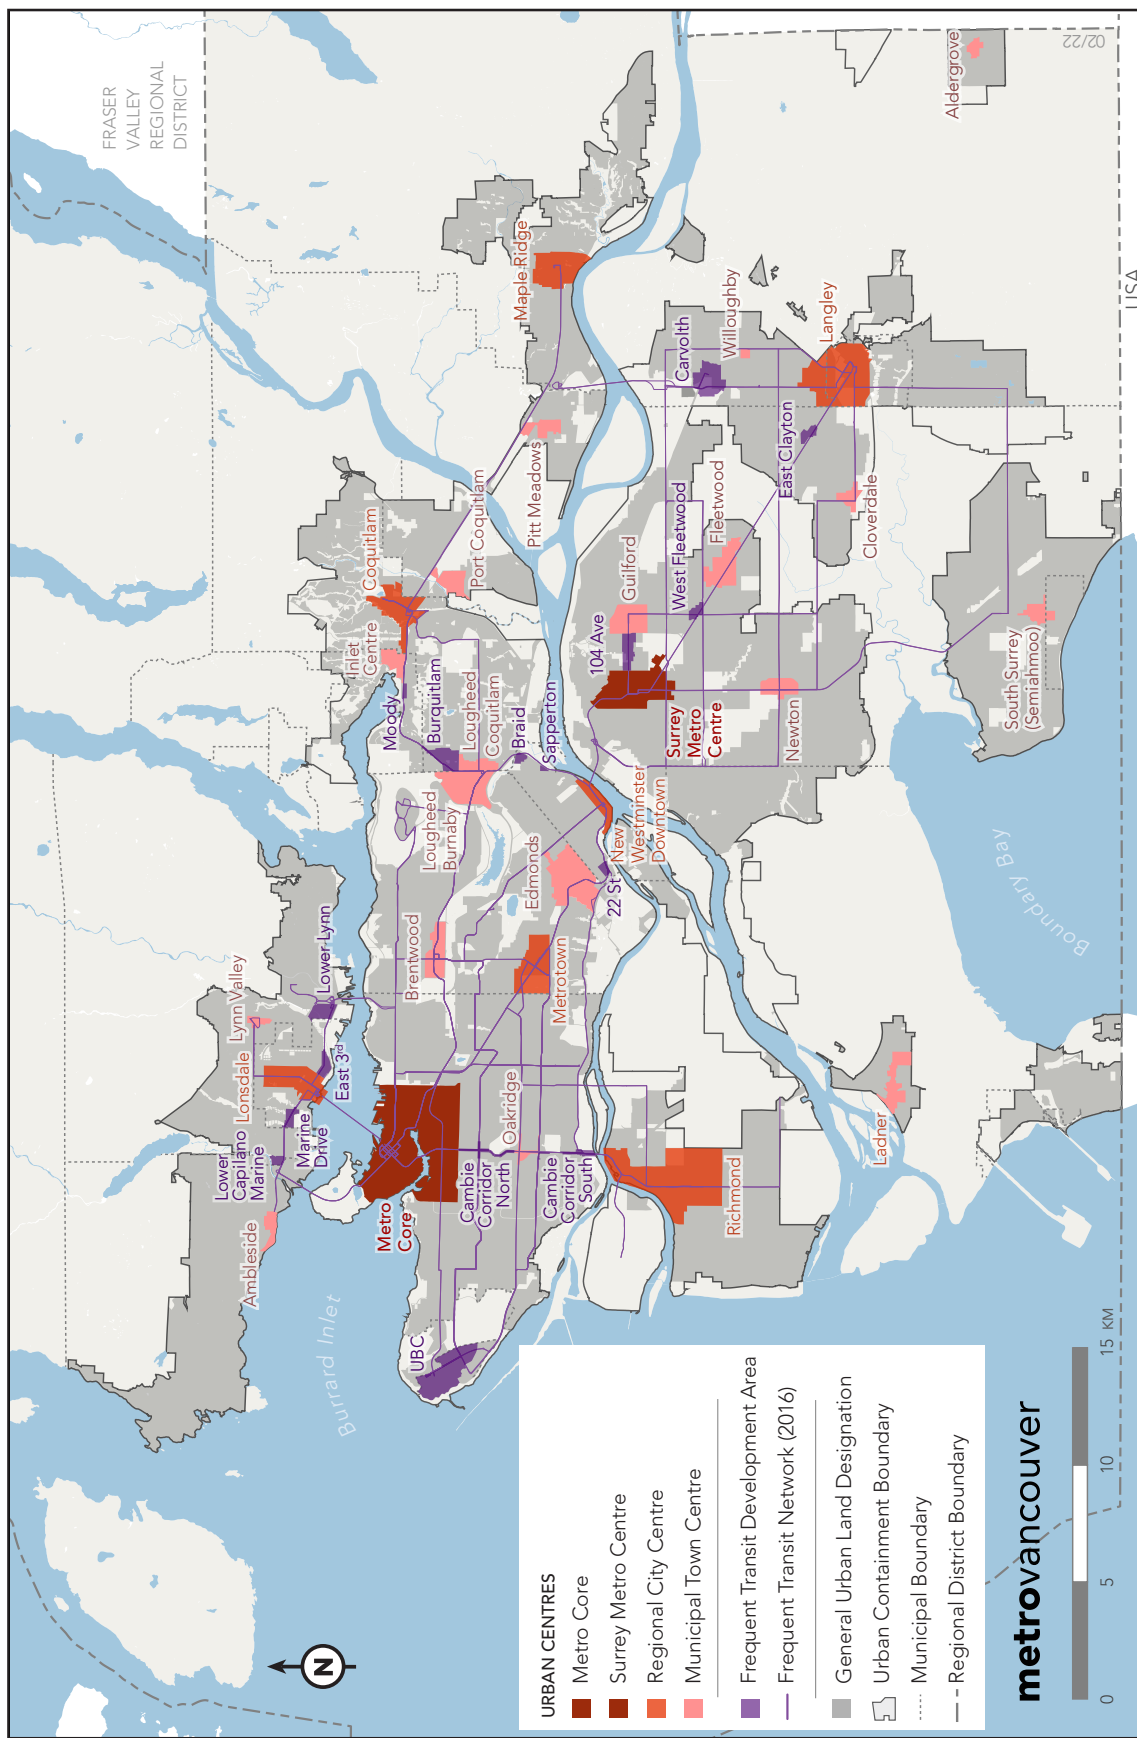 FRASER
VALLEY
REGIONAL
DISTRICT
Burrard Inlet
Ambleside
Lower
Capilano
Marine
Lonsdale
Lynn Valley
Marine
Drive
East 3rd
Lower Lynn
Metro
Core
UBC
Cambie
Corridor
North
Oakridge
Cambie
Corridor
South
Brentwood
Metrotown
Edmonds
Lougheed
Burnaby
Moody
Inlet
Centre
Coquitlam
Burquitlam
Lougheed
Coquitlam
Port Coquitlam
Braid
Sapperton
22 St
New
Westminster
Downtown
Pitt Meadows
Maple Ridge
Richmond
Ladner
104 Ave
Guilford
Surrey
Metro
Centre
West Fleetwood
Fleetwood
Newton
Carvolth
Willoughby
East Clayton
Langley
Cloverdale
South Surrey
(Semiahmoo)
Aldergrove
Boundary Bay
USA
02/22
N
URBAN CENTRES
Metro Core
Surrey Metro Centre
Regional City Centre
Municipal Town Centre
Frequent Transit Development Area
Frequent Transit Network (2016)
General Urban Land Designation
Urban Containment Boundary
Municipal Boundary
Regional District Boundary
metrovancouver
0 5 10 15 KM